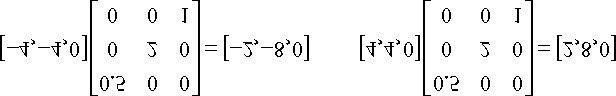 [0.5 0 0] [0.5 0 0]
[−4,−4,0] [0 2 0] = [−2,−8,0] [4,4,0] [0 2 0] = [2,8,0]
[0 0 1] [0 0 1]